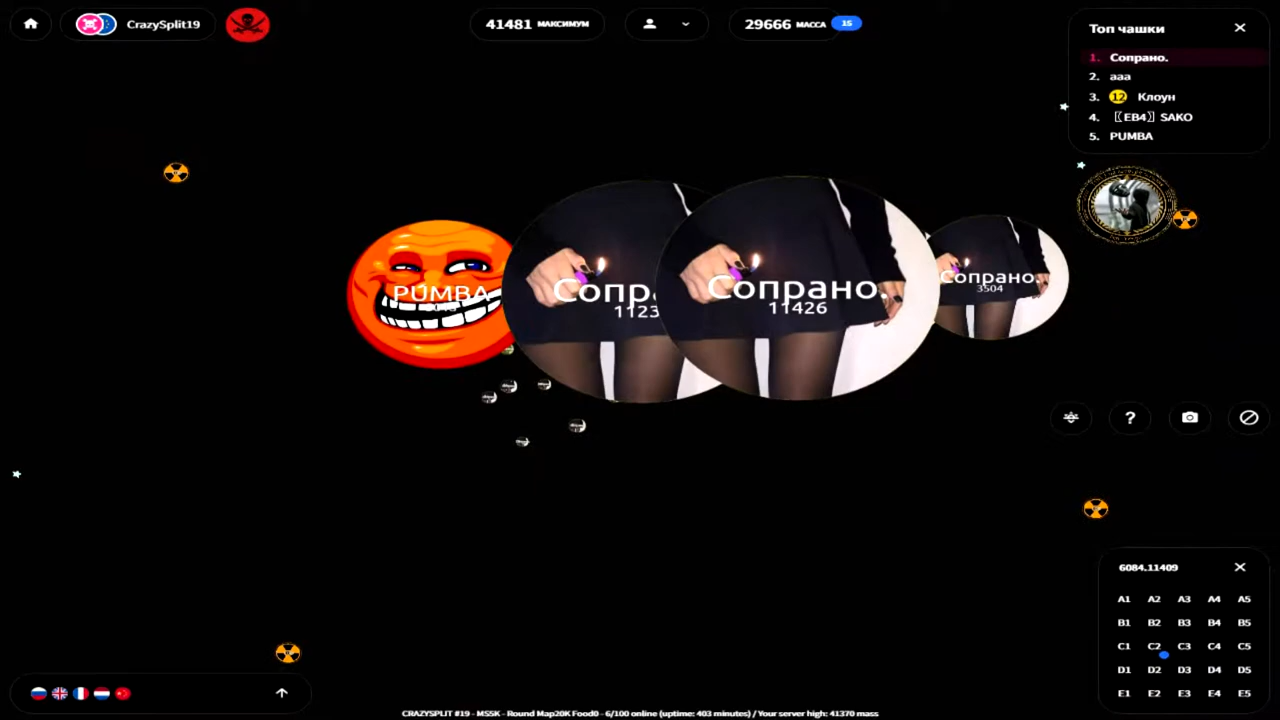 CrazySplit19
41481 МАКСИМУМ
29666 МАССА
15
Топ чашки
1. Сопрано.
2. ааа
3. 12 Клоун
4. 〖EB4〗 SAKO
5. PUMBA
PUMBA
Сопр
1123
Сопрано.
11426
Сопрано.
3504
?
6084.11409
A1 A2 A3 A4 A5
B1 B2 B3 B4 B5
C1 C2 C3 C4 C5
D1 D2 D3 D4 D5
E1 E2 E3 E4 E5
CRAZYSPLIT #19 - MS5K - Round Map20K Food0 - 6/100 online (uptime: 403 minutes) / Your server high: 41370 mass